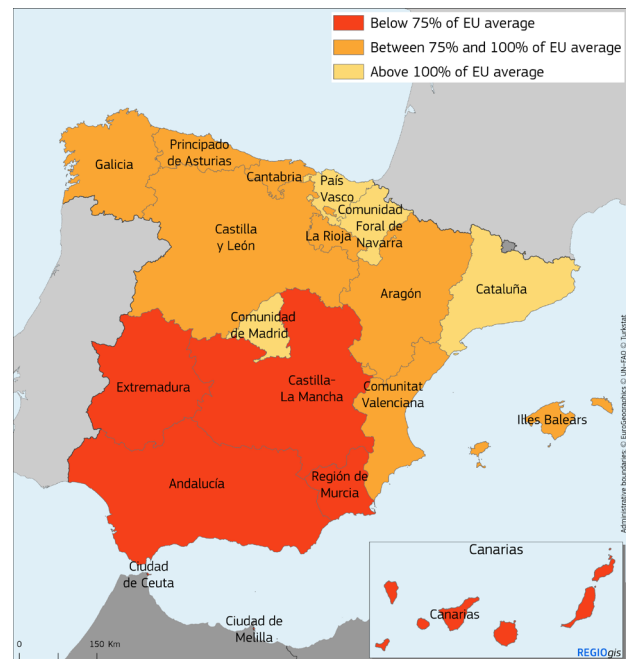 Below 75% of EU average
Between 75% and 100% of EU average
Above 100% of EU average
Galicia
Principado
de Asturias
Cantabria
País
Vasco
Comunidad
Foral de
Navarra
La Rioja
Castilla
y León
Aragón
Cataluña
Comunidad
de Madrid
Extremadura
Castilla-
La Mancha
Comunitat
Valenciana
Illes Balears
Andalucía
Región de
Murcia
Ciudad
de Ceuta
Ciudad de
Melilla
Canarias
Canarias
0 150 Km
REGIOgis
Administrative boundaries: © EuroGeographics © UN-FAO © Turkstat